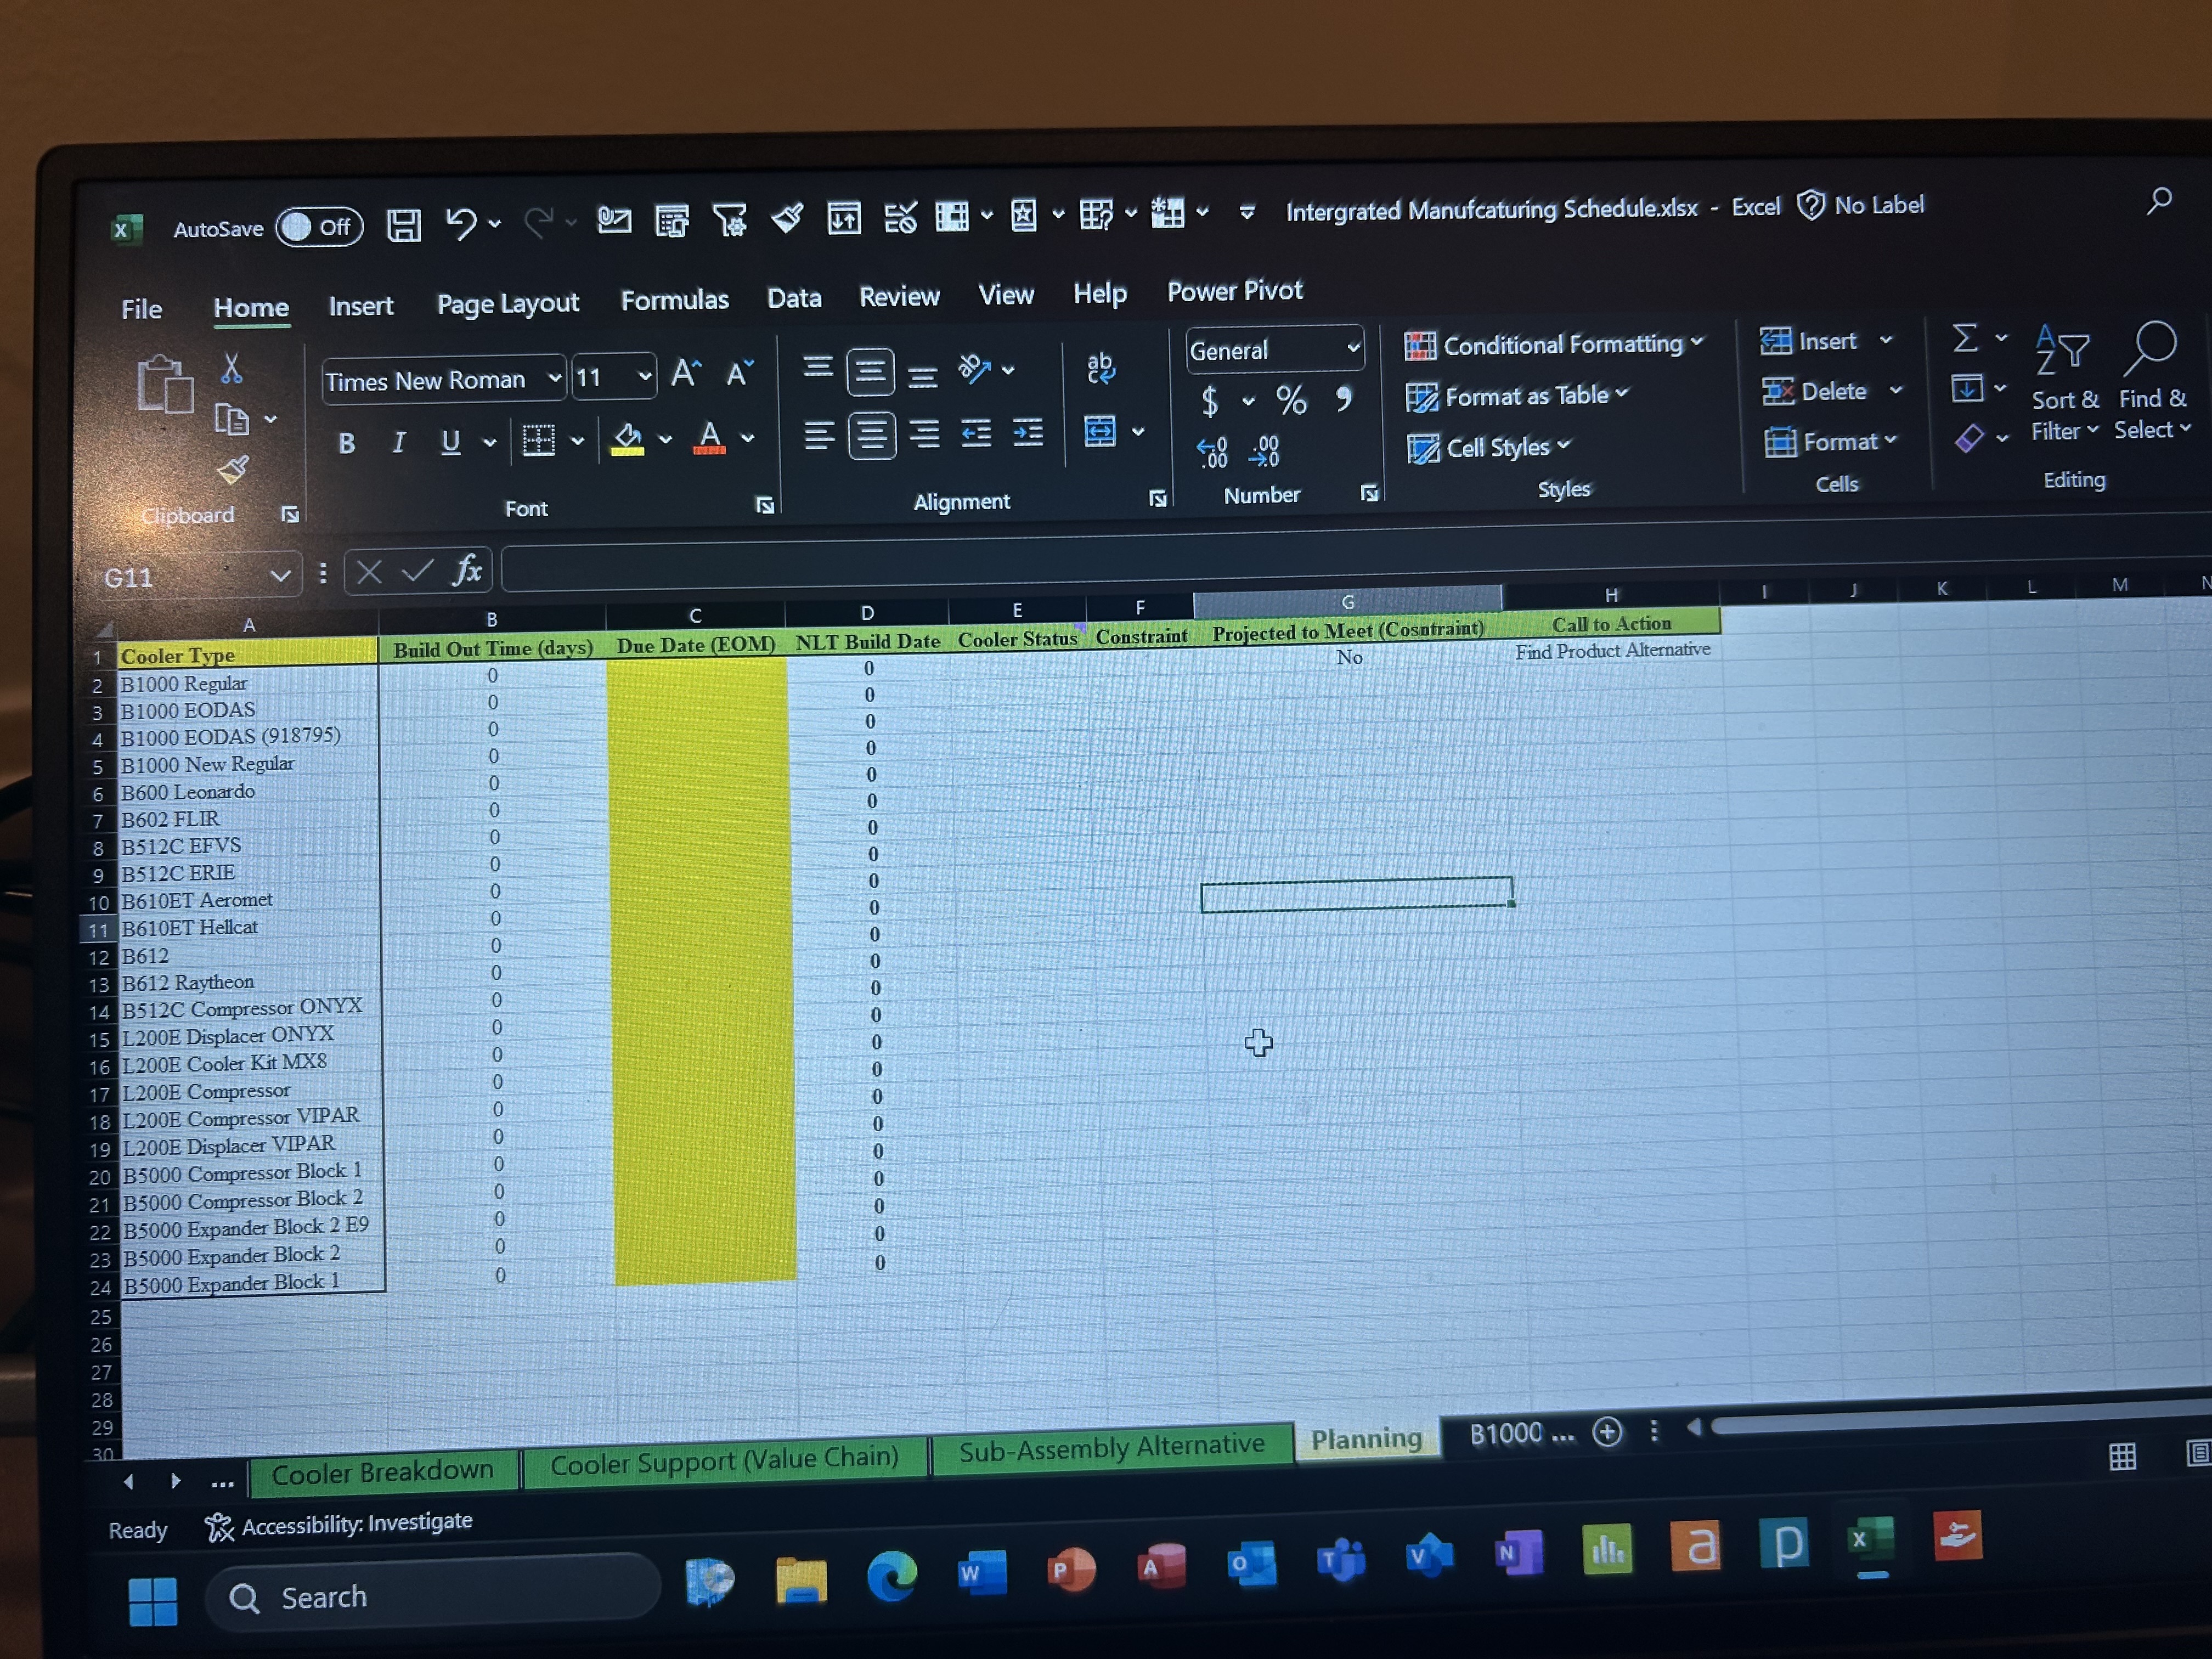 AutoSave Off Intergrated Manufcaturing Schedule.xlsx - Excel No Label
File Home Insert Page Layout Formulas Data Review View Help Power Pivot
Times New Roman 11 A A ab General Conditional Formatting Insert
$ % 9 Format as Table Delete Sort & Find &
B I U A Cell Styles Format Filter Select
Clipboard Font Alignment Number Styles Cells Editing
G11 fx
A B C D E F G H I J K L M N
1 Cooler Type Build Out Time (days) Due Date (EOM) NLT Build Date Cooler Status Constraint Projected to Meet (Cosntraint) Call to Action
2 B1000 Regular 0 0 No Find Product Alternative
3 B1000 EODAS 0 0
4 B1000 EODAS (918795) 0 0
5 B1000 New Regular 0 0
6 B600 Leonardo 0 0
7 B602 FLIR 0 0
8 B512C EFVS 0 0
9 B512C ERIE 0 0
10 B610ET Aeromet 0 0
11 B610ET Hellcat 0 0
12 B612 0 0
13 B612 Raytheon 0 0
14 B512C Compressor ONYX 0 0
15 L200E Displacer ONYX 0 0
16 L200E Cooler Kit MX8 0 0
17 L200E Compressor 0 0
18 L200E Compressor VIPAR 0 0
19 L200E Displacer VIPAR 0 0
20 B5000 Compressor Block 1 0 0
21 B5000 Compressor Block 2 0 0
22 B5000 Expander Block 2 E9 0 0
23 B5000 Expander Block 2 0 0
24 B5000 Expander Block 1 0 0
25
26
27
28
29
30
... Cooler Breakdown Cooler Support (Value Chain) Sub-Assembly Alternative Planning B1000 ...
Ready Accessibility: Investigate
Search W P A O T V N a p X